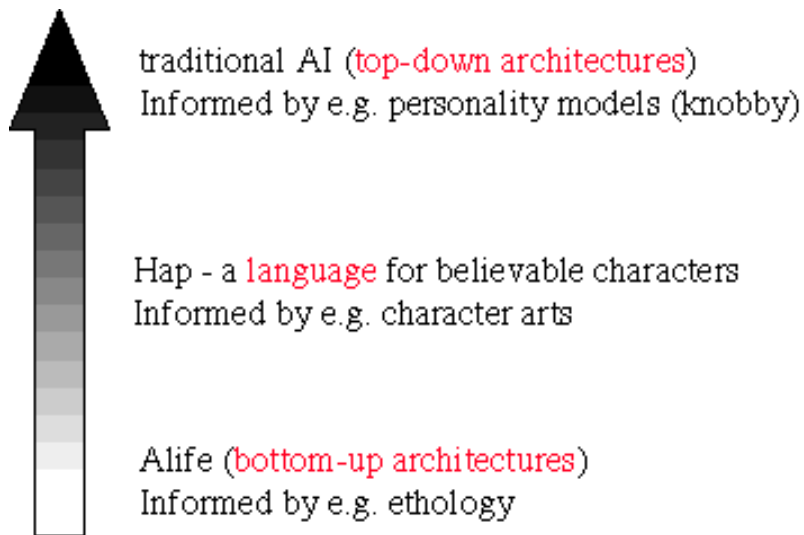 traditional AI (top-down architectures)
Informed by e.g. personality models (knobby)
Hap - a language for believable characters
Informed by e.g. character arts
Alife (bottom-up architectures)
Informed by e.g. ethology